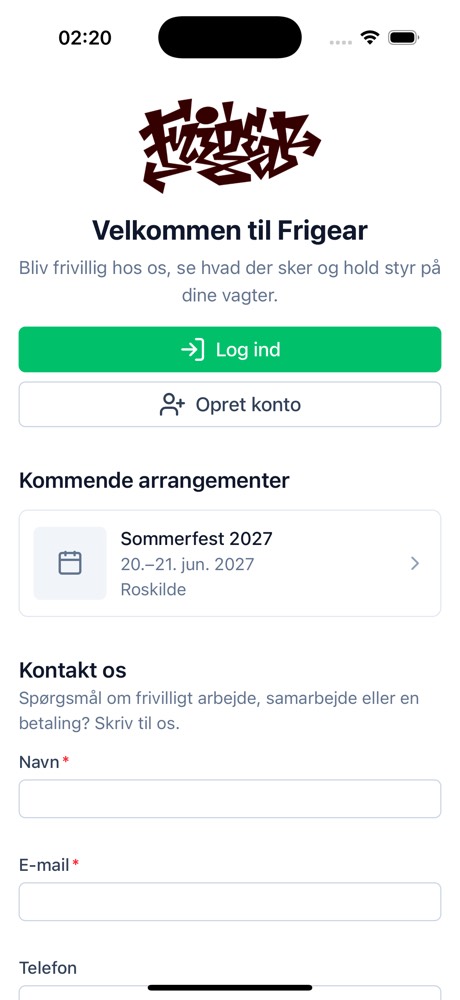 02:20
Frigear
Velkommen til Frigear
Bliv frivillig hos os, se hvad der sker og hold styr på
dine vagter.
Log ind
Opret konto
Kommende arrangementer
Sommerfest 2027
20.–21. jun. 2027
Roskilde
Kontakt os
Spørgsmål om frivilligt arbejde, samarbejde eller en
betaling? Skriv til os.
Navn*
E-mail*
Telefon